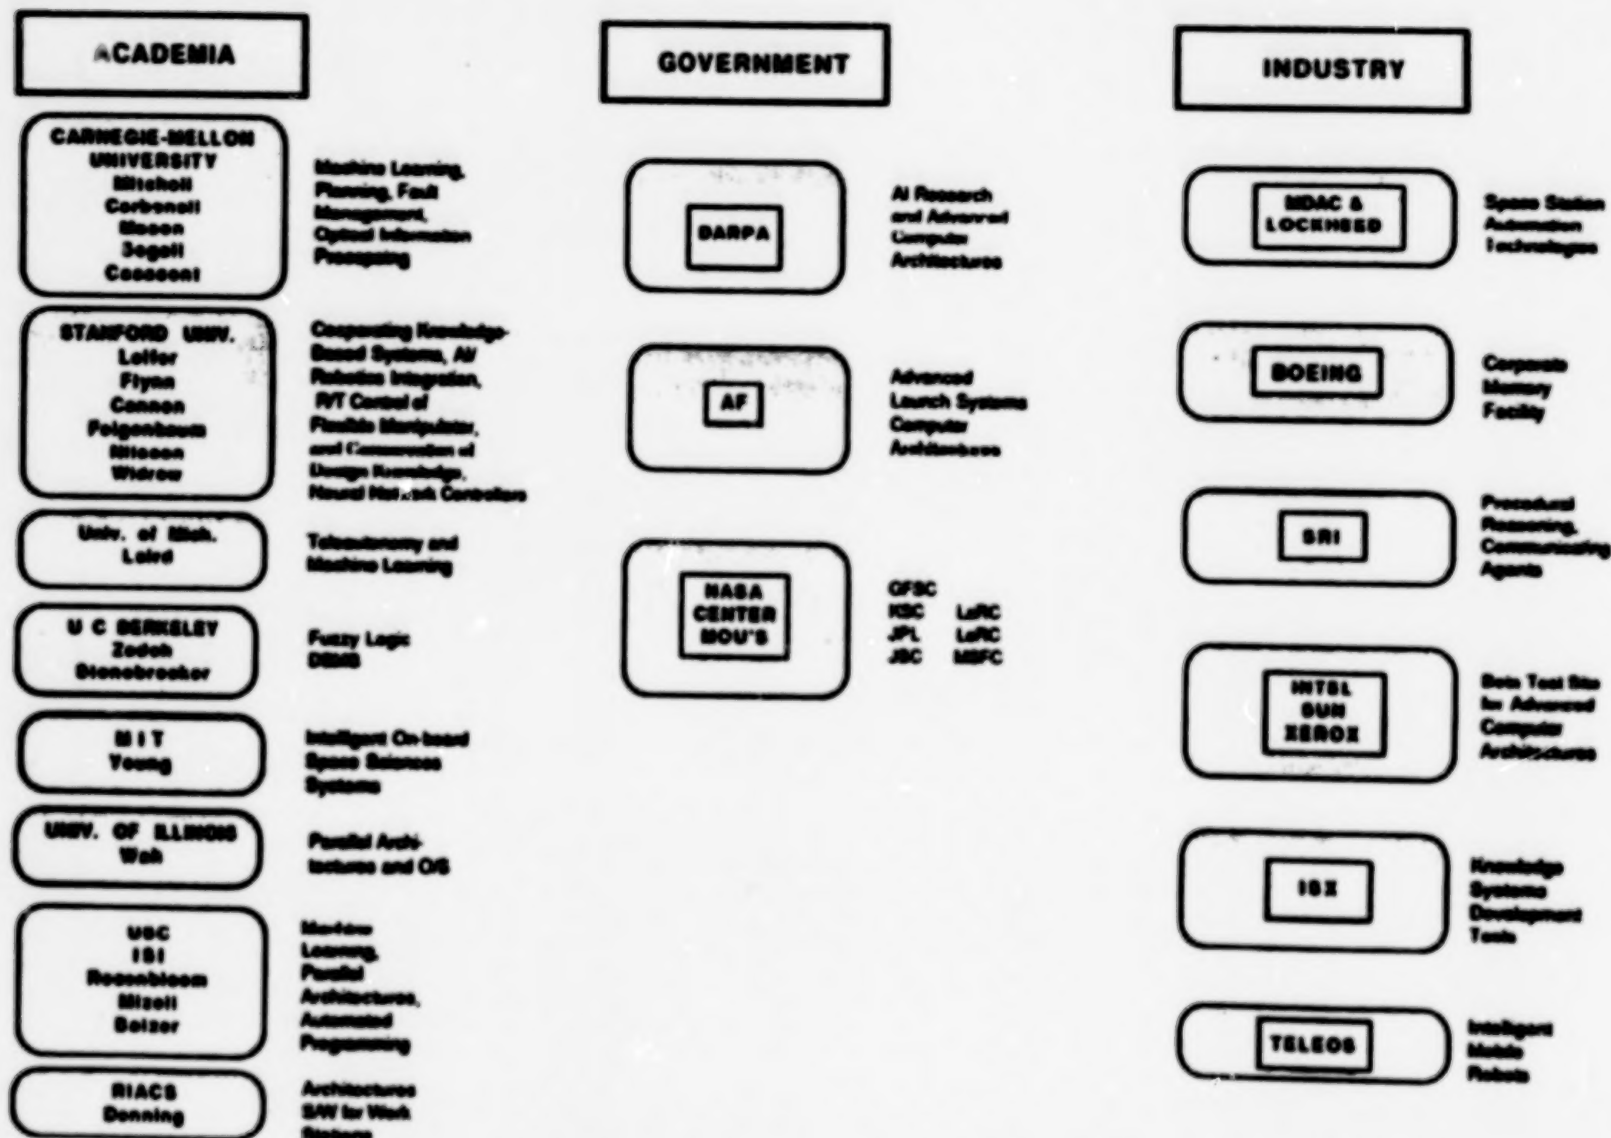 ACADEMIA
CARNEGIE-MELLON
UNIVERSITY
Mitchell
Carbonell
Mason
Segall
Casasent
Machine Learning,
Planning, Fault
Management,
Optical Information
Processing
STANFORD UNIV.
Leifer
Flynn
Cannon
Feigenbaum
Nilsson
Widrow
Cooperating Knowledge-
Based Systems, AI/
Robotics Integration,
R/T Control of
Flexible Manipulator,
and Conservation of
Design Knowledge,
Neural Network Controllers
Univ. of Mich.
Laird
Teleautonomy and
Machine Learning
U C BERKELEY
Zadeh
Stonebreaker
Fuzzy Logic
DBMS
M I T
Young
Intelligent On-board
Space Sciences
Systems
UNIV. OF ILLINOIS
Wah
Parallel Archi-
tectures and O/S
USC
ISI
Rosenbloom
Mizell
Balzer
Machine
Learning,
Parallel
Architectures,
Automated
Programming
RIACS
Denning
Architectures
S/W for Work
Stations
GOVERNMENT
DARPA
AI Research
and Advanced
Computer
Architectures
AF
Advanced
Launch Systems
Computer
Architectures
NASA
CENTER
MOU'S
GFSC
KSC LaRC
JPL LeRC
JSC MSFC
INDUSTRY
MDAC &
LOCKHEED
Space Station
Automation
Technologies
BOEING
Corporate
Memory
Facility
SRI
Procedural
Reasoning,
Communicating
Agents
INTEL
SUN
XEROX
Beta Test Site
for Advanced
Computer
Architectures
ISX
Knowledge
Systems
Development
Tools
TELEOS
Intelligent
Mobile
Robots